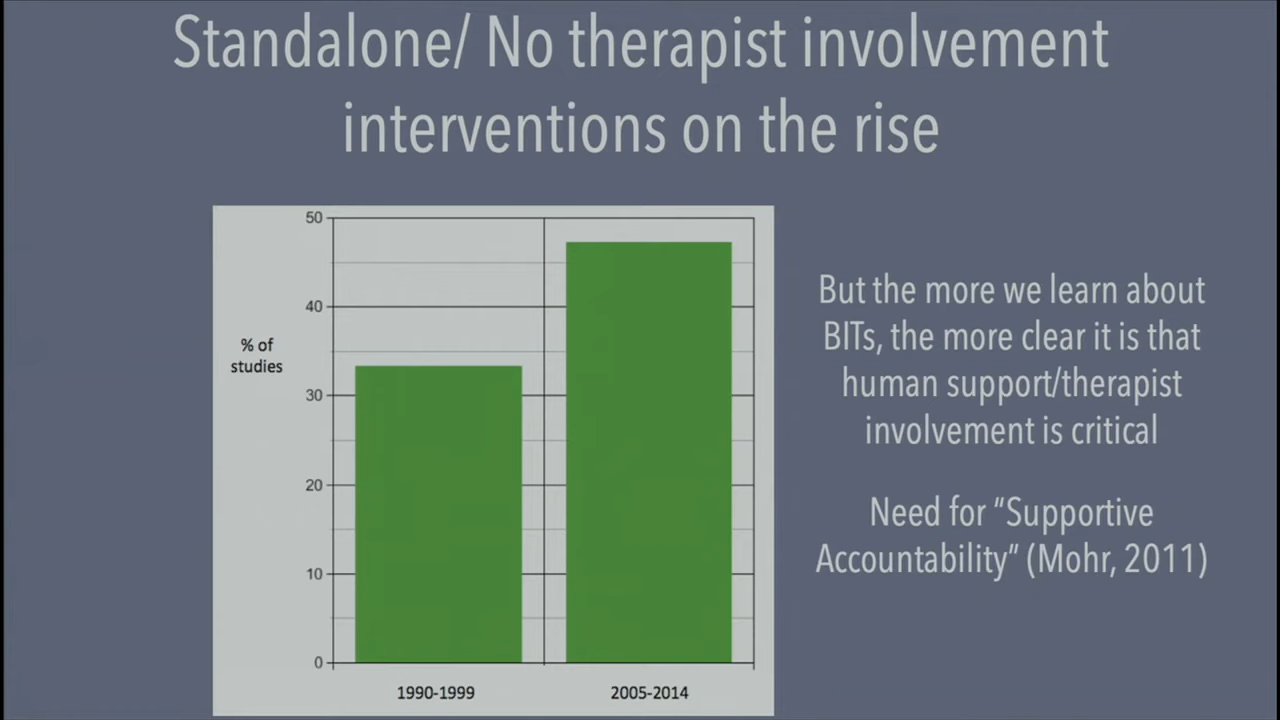 Standalone/ No therapist involvement
interventions on the rise
50
40
30
20
10
0
% of
studies
1990-1999
2005-2014
But the more we learn about
BITs, the more clear it is that
human support/therapist
involvement is critical
Need for “Supportive
Accountability” (Mohr, 2011)